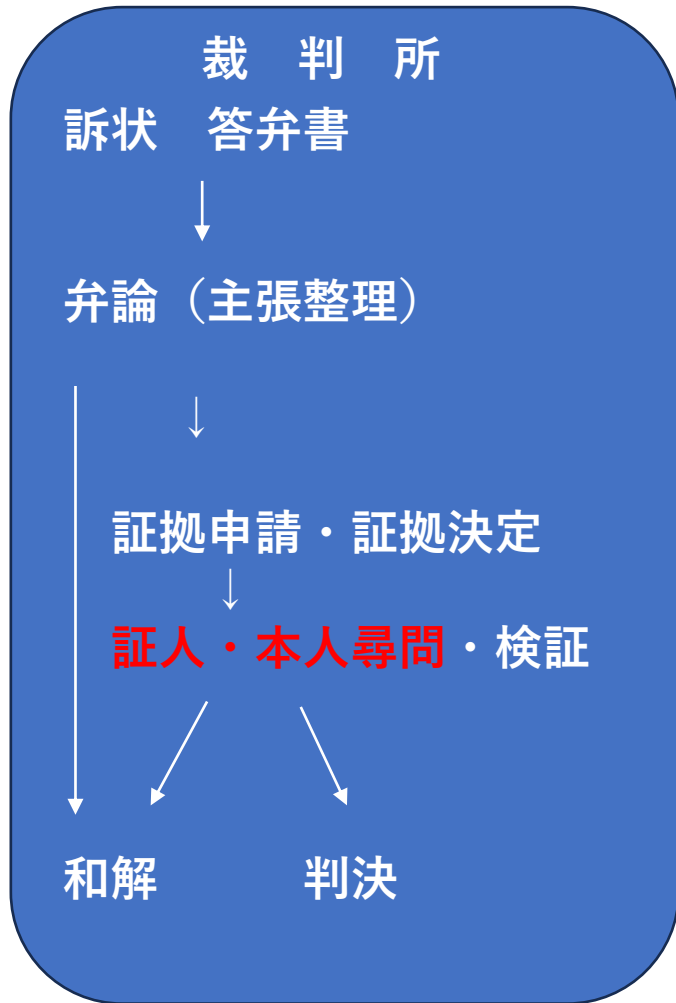 裁　判　所
訴状　答弁書
弁論（主張整理）
↓
証拠申請・証拠決定
↓
証人・本人尋問・検証
和解　　　判決